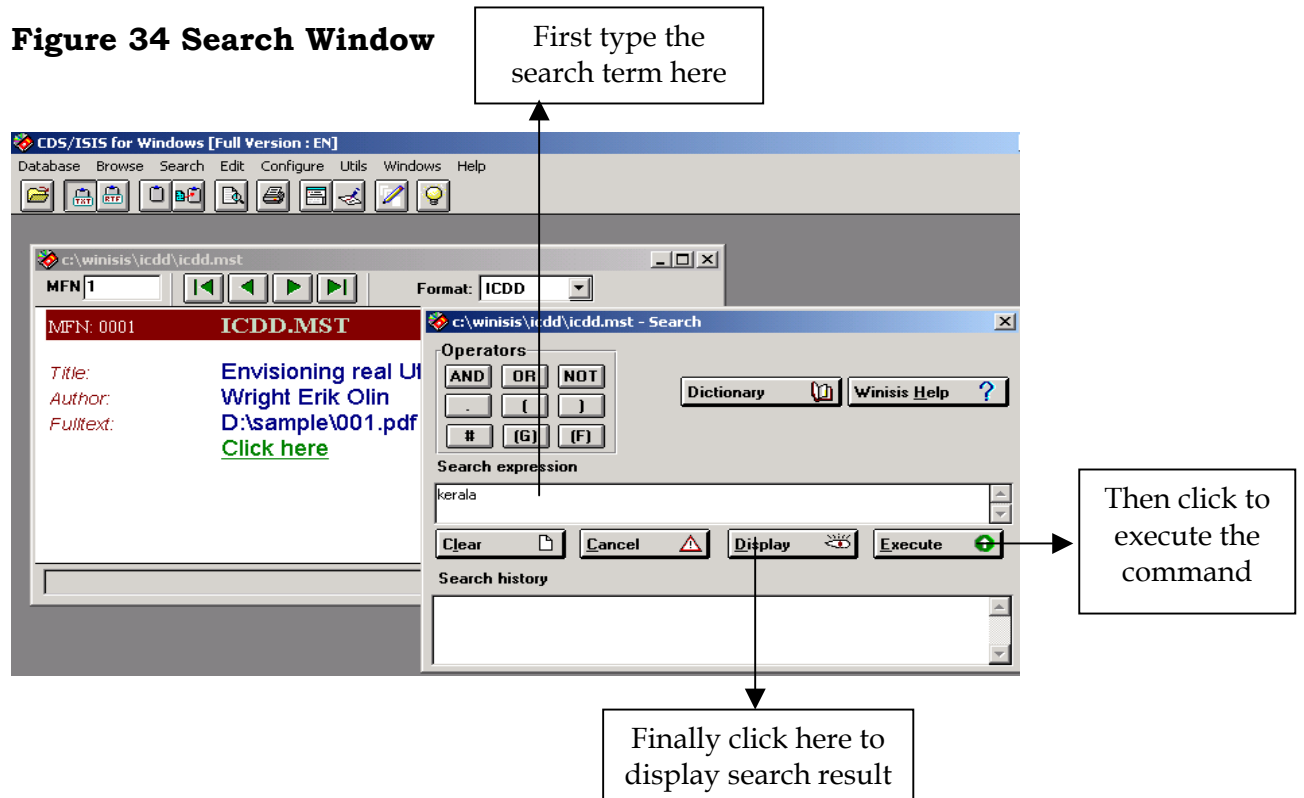 Figure 34 Search Window
First type the
search term here
CDS/ISIS for Windows [Full Version : EN]
Database Browse Search Edit Configure Utils Windows Help
TXT RTF
c:\winisis\icdd\icdd.mst
MFN 1 Format: ICDD
MFN: 0001 ICDD.MST
Title: Envisioning real
Author: Wright Erik Olin
Fulltext: D:\sample\001.pdf
Click here
c:\winisis\icdd\icdd.mst - Search
Operators
AND OR NOT
. ( )
# (G) (F)
Dictionary Winisis Help ?
Search expression
kerala
Clear Cancel Display Execute
Search history
Then click to
execute the
command
Finally click here to
display search result